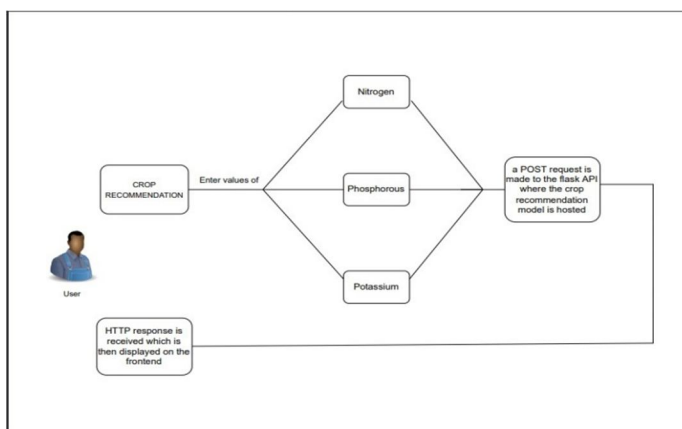 Nitrogen
CROP
RECOMMENDATION
Enter values of
Phosphorous
a POST request is
made to the flask API
where the crop
recommendation
model is hosted
Potassium
User
HTTP response is
received which is
then displayed on the
frontend